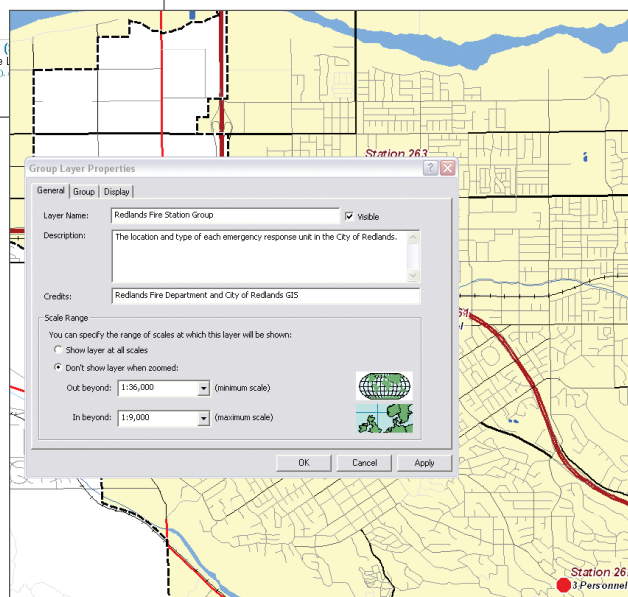 Station 263
Group Layer Properties
General
Group
Display
Layer Name:
Redlands Fire Station Group
Visible
Description:
The location and type of each emergency response unit in the City of Redlands.
Credits:
Redlands Fire Department and City of Redlands GIS
Scale Range
You can specify the range of scales at which this layer will be shown:
Show layer at all scales
Don't show layer when zoomed:
Out beyond:
1:36,000
(minimum scale)
In beyond:
1:9,000
(maximum scale)
OK
Cancel
Apply
Station 26
3 Personnel